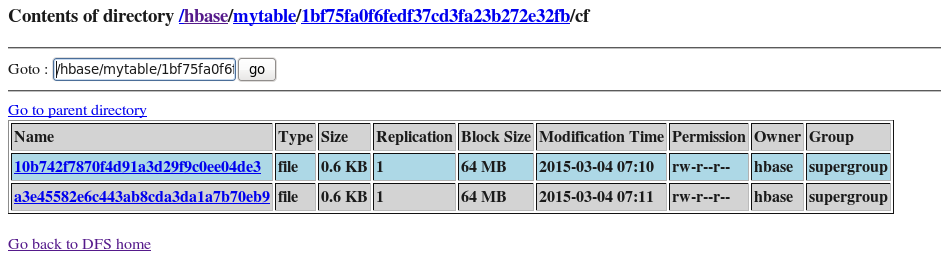 Contents of directory /hbase/mytable/1bf75fa0f6fedf37cd3fa23b272e32fb/cf
Goto : /hbase/mytable/1bf75fa0f6f go
Go to parent directory
Name Type Size Replication Block Size Modification Time Permission Owner Group
10b742f7870f4d91a3d29f9c0ee04de3 file 0.6 KB 1 64 MB 2015-03-04 07:10 rw-r--r-- hbase supergroup
a3e45582e6c443ab8cda3da1a7b70eb9 file 0.6 KB 1 64 MB 2015-03-04 07:11 rw-r--r-- hbase supergroup
Go back to DFS home